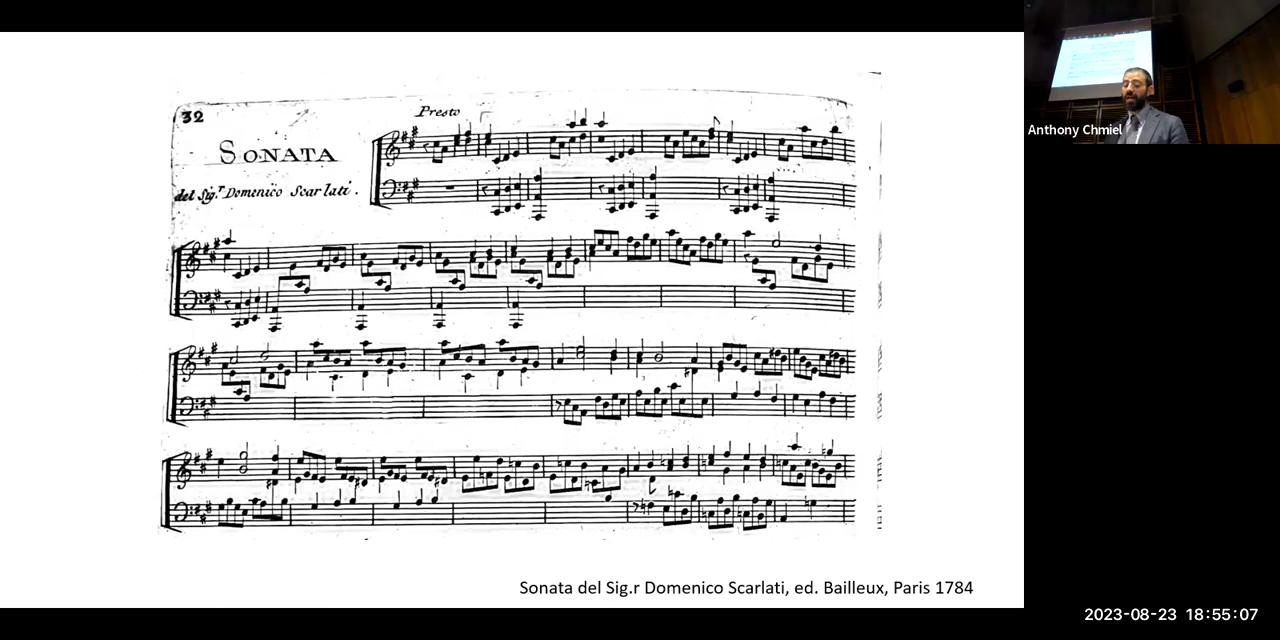 32
Presto
SONATA
del Sig.r Domenico Scarlati.
Sonata del Sig.r Domenico Scarlati, ed. Bailleux, Paris 1784
Anthony Chmiel
2023-08-23 18:55:07